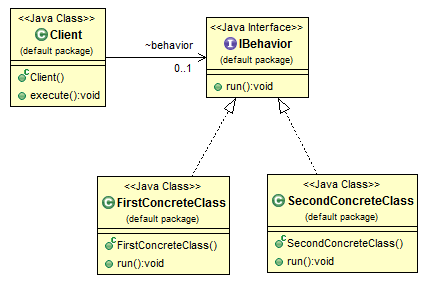 <<Java Class>>
C Client
(default package)
C Client()
execute():void
~behavior
0..1
<<Java Interface>>
I IBehavior
(default package)
run():void
<<Java Class>>
C FirstConcreteClass
(default package)
C FirstConcreteClass()
run():void
<<Java Class>>
C SecondConcreteClass
(default package)
C SecondConcreteClass()
run():void